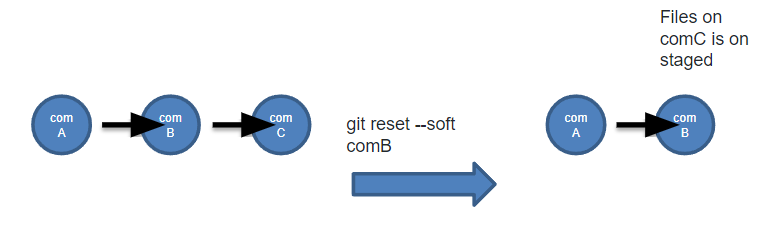 Files on
comC is on
staged
com
A
com
B
com
C
git reset --soft
comB
com
A
com
B